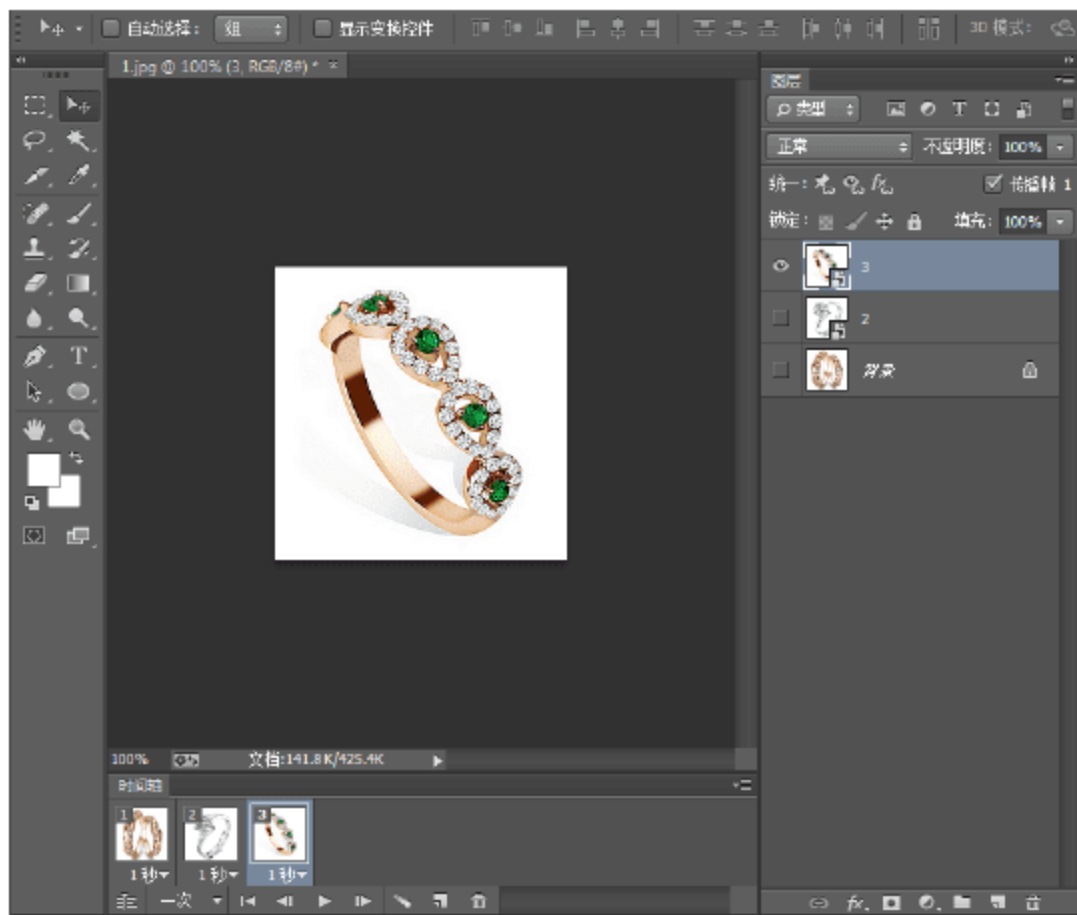 自动选择： 组 显示变换控件 3D 模式：
1.jpg @ 100% (3, RGB/8#) * ×
图层
类型 T
正常 不透明度： 100%
统一： 传播帧 1
锁定： 填充： 100%
3
2
背景
T
100% 文档:141.8K/425.4K
时间轴
1 2 3
1 秒 1 秒 1 秒
一次
fx